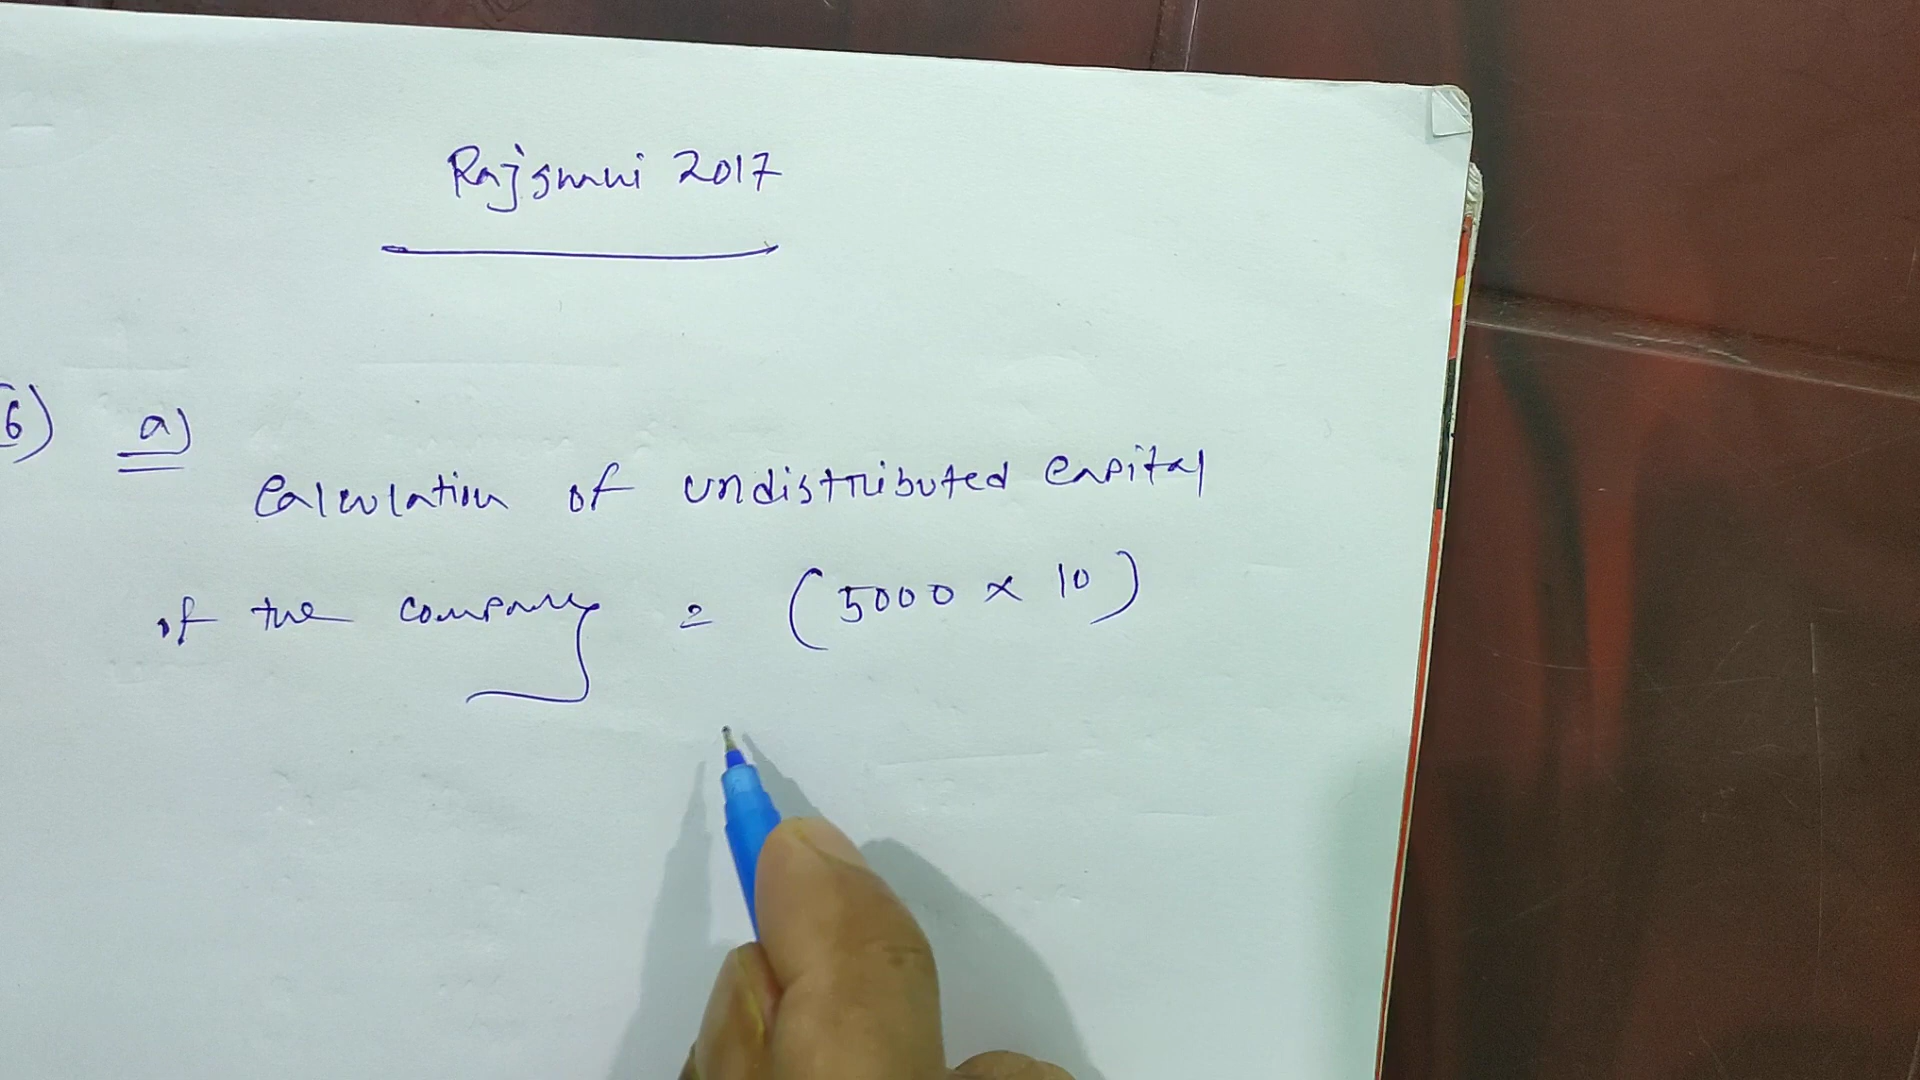 Rajshahi 2017
6) a)
Calculation of undistributed capital
of the company = (5000 × 10)